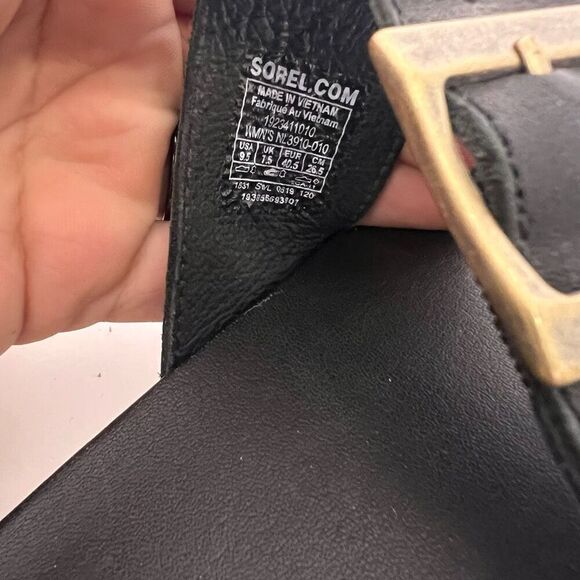 SOREL.COM
MADE IN VIETNAM
Fabriqué Au Vietnam
1923411010
WMN'S NL3910-010
USA UK EUR CM
9.5 7.5 40.5 26.5